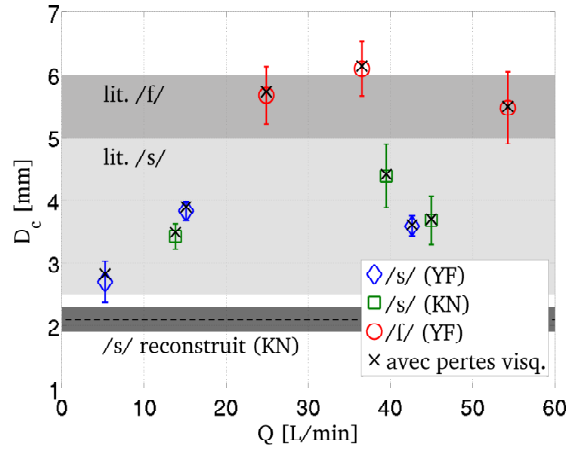 7
6
5
4
3
2
1
D_c [mm]
lit. /ʃ/
lit. /s/
/s/ reconstruit (KN)
/s/ (YF)
/s/ (KN)
/ʃ/ (YF)
avec pertes visq.
0 10 20 30 40 50 60
Q [L/min]